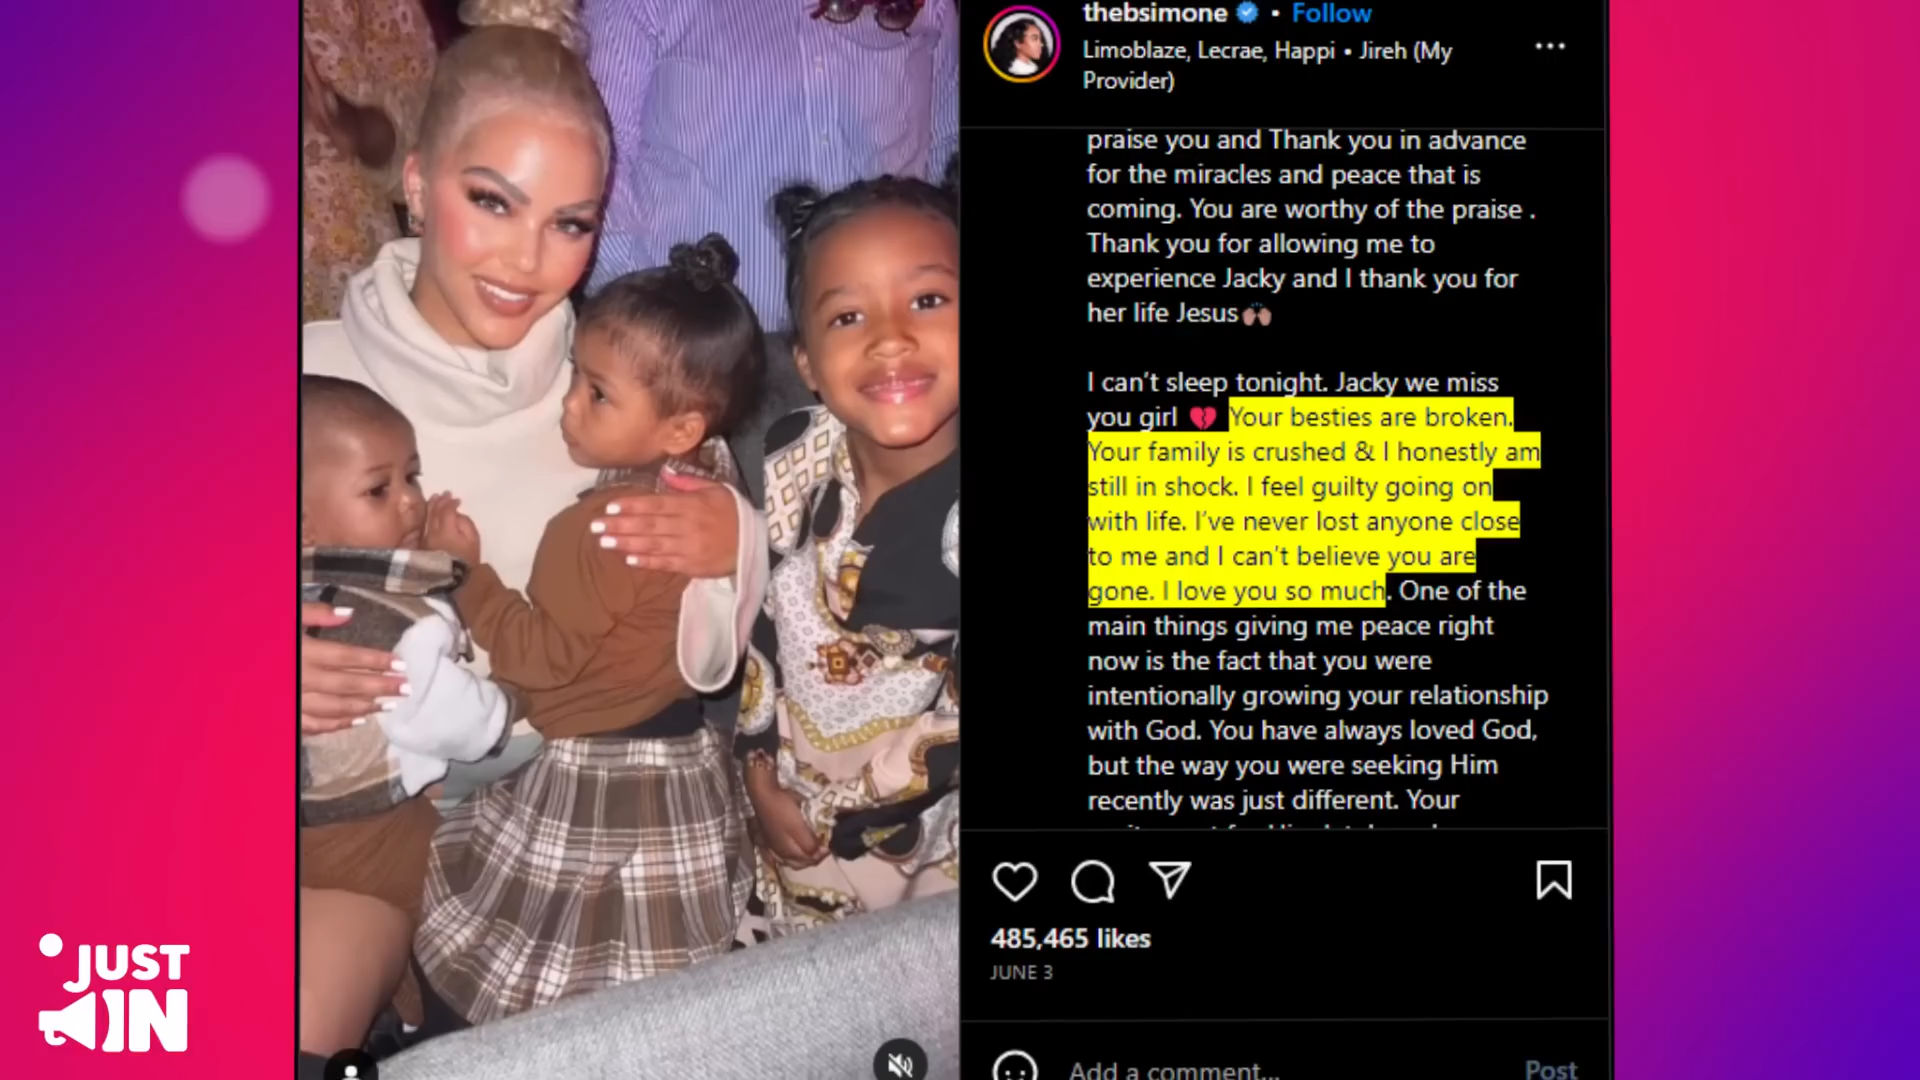 thebsimone • Follow
Limoblaze, Lecrae, Happi • Jireh (My
Provider)
praise you and Thank you in advance
for the miracles and peace that is
coming. You are worthy of the praise .
Thank you for allowing me to
experience Jacky and I thank you for
her life Jesus🙌🏾
I can't sleep tonight. Jacky we miss
you girl 💔 Your besties are broken.
Your family is crushed & I honestly am
still in shock. I feel guilty going on
with life. I've never lost anyone close
to me and I can't believe you are
gone. I love you so much. One of the
main things giving me peace right
now is the fact that you were
intentionally growing your relationship
with God. You have always loved God,
but the way you were seeking Him
recently was just different. Your
485,465 likes
JUNE 3
Add a comment...
Post
JUST
IN